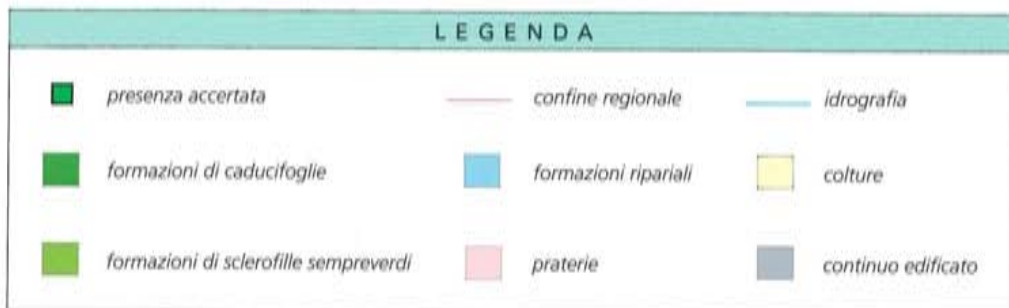 LEGENDA
presenza accertata
confine regionale
idrografia
formazioni di caducifoglie
formazioni ripariali
colture
formazioni di sclerofille sempreverdi
praterie
continuo edificato